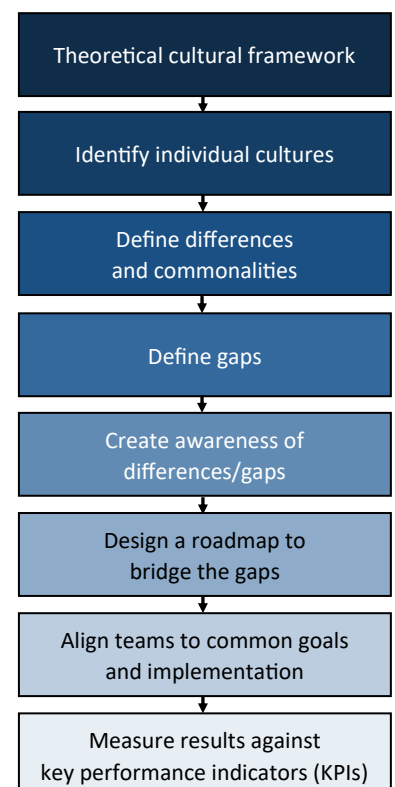 Theoretical cultural framework
Identify individual cultures
Define differences
and commonalities
Define gaps
Create awareness of
differences/gaps
Design a roadmap to
bridge the gaps
Align teams to common goals
and implementation
Measure results against
key performance indicators (KPIs)